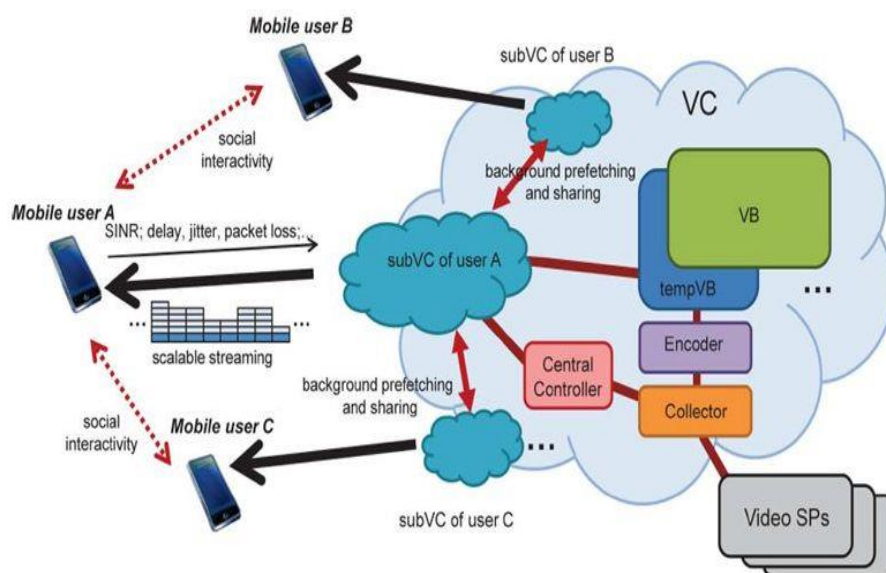 Mobile user B
subVC of user B
VC
social
interactivity
background prefetching
and sharing
VB
Mobile user A
SINR; delay, jitter, packet loss;...
subVC of user A
tempVB
...
... ...
scalable streaming
Encoder
background prefetching
and sharing
Central
Controller
Collector
social
interactivity
Mobile user C
...
subVC of user C
Video SPs